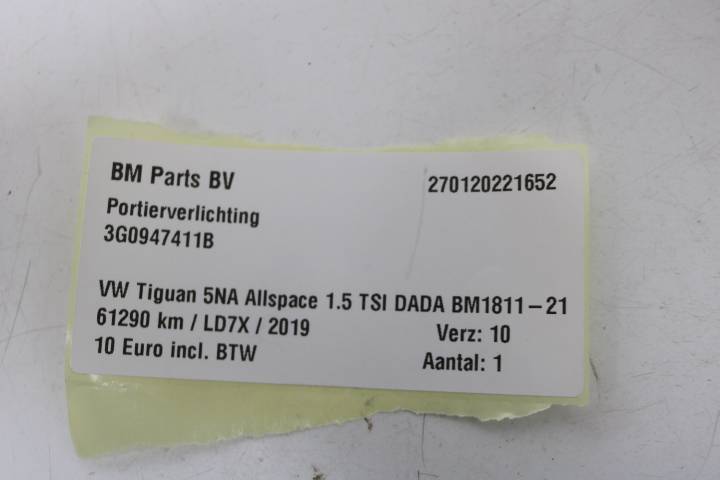 BM Parts BV 270120221652
Portierverlichting
3G0947411B
VW Tiguan 5NA Allspace 1.5 TSI DADA BM1811-21
61290 km / LD7X / 2019 Verz: 10
10 Euro incl. BTW Aantal: 1